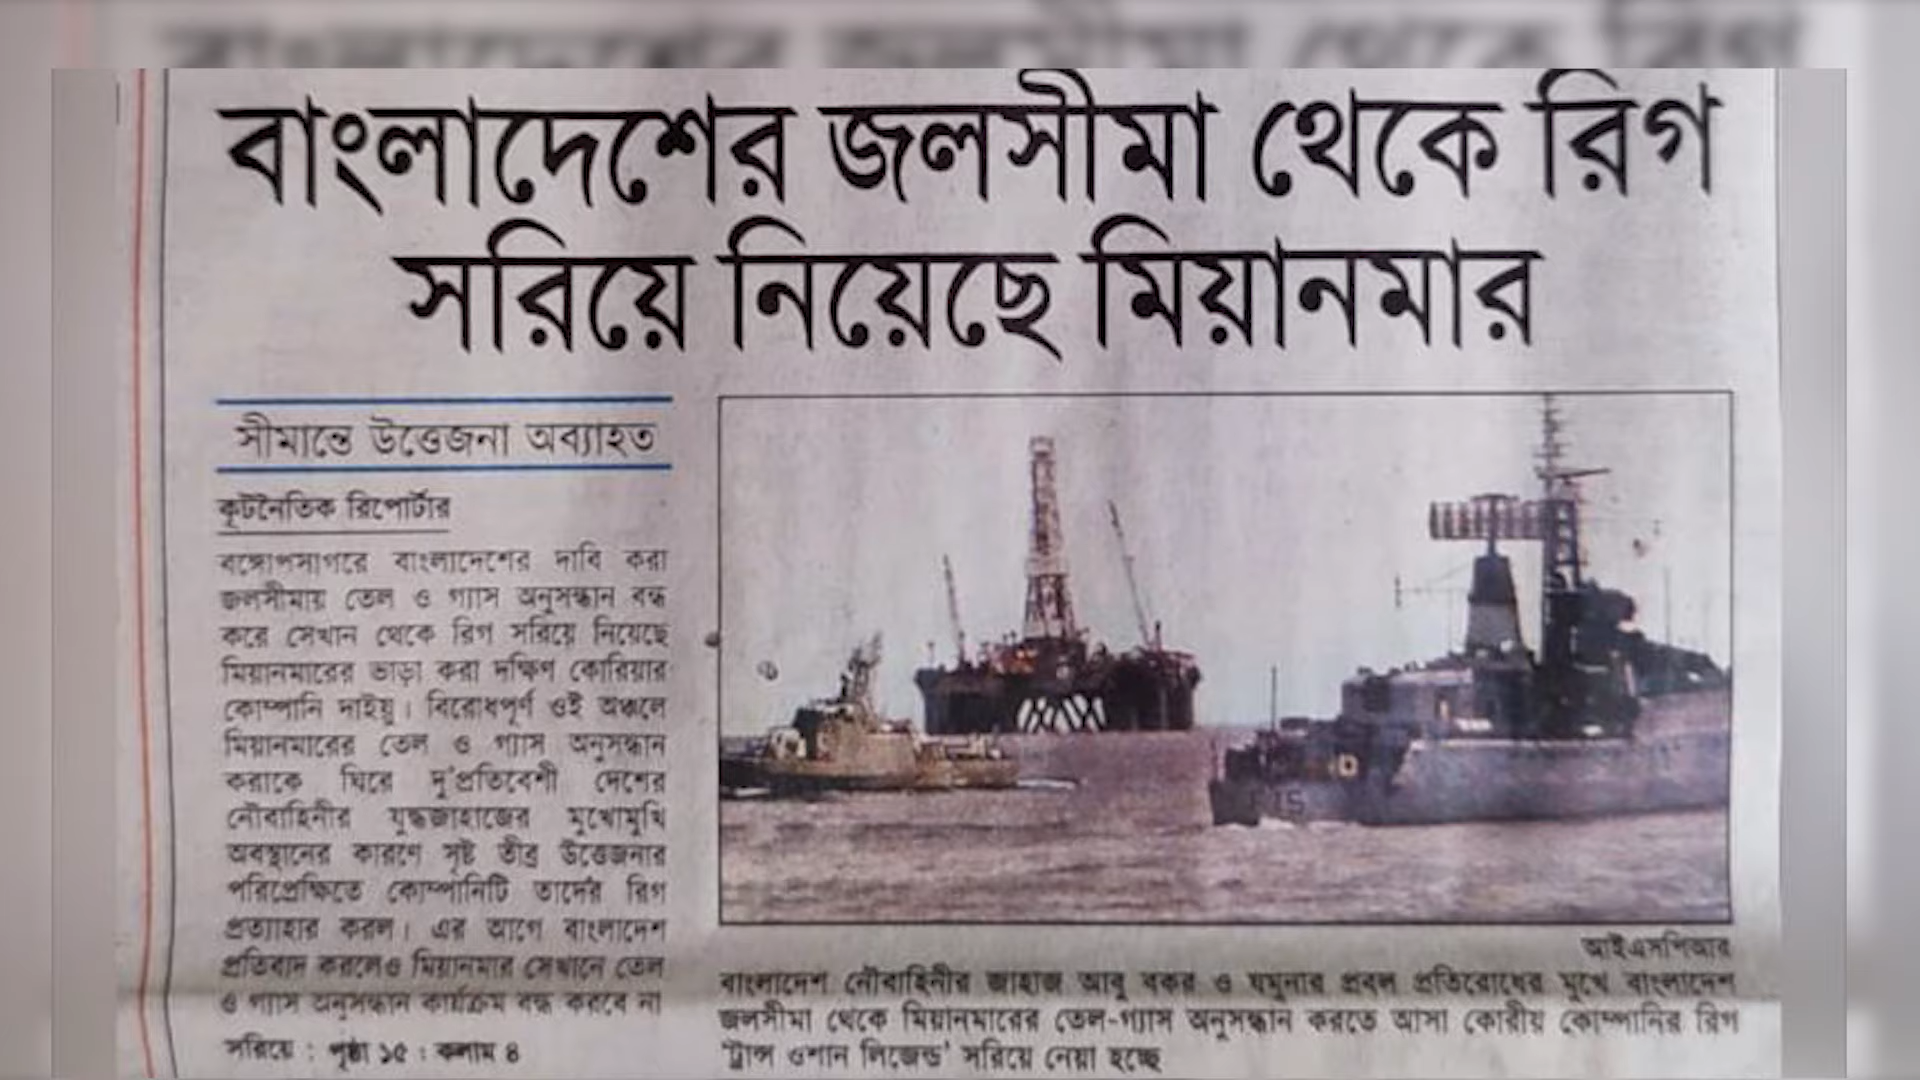 বাংলাদেশের জলসীমা থেকে রিগ
সরিয়ে নিয়েছে মিয়ানমার
সীমান্তে উত্তেজনা অব্যাহত
কূটনৈতিক রিপোর্টার
বঙ্গোপসাগরে বাংলাদেশের দাবি করা
জলসীমায় তেল ও গ্যাস অনুসন্ধান বন্ধ
করে সেখান থেকে রিগ সরিয়ে নিয়েছে
মিয়ানমারের ভাড়া করা দক্ষিণ কোরিয়ার
কোম্পানি দাইয়ু। বিরোধপূর্ণ ওই অঞ্চলে
মিয়ানমারের তেল ও গ্যাস অনুসন্ধান
করাকে ঘিরে দু'প্রতিবেশী দেশের
নৌবাহিনীর যুদ্ধজাহাজের মুখোমুখি
অবস্থানের কারণে সৃষ্ট তীব্র উত্তেজনার
পরিপ্রেক্ষিতে কোম্পানিটি তাদের রিগ
প্রত্যাহার করল। এর আগে বাংলাদেশ
প্রতিবাদ করলেও মিয়ানমার সেখানে তেল
ও গ্যাস অনুসন্ধান কার্যক্রম বন্ধ করবে না
সরিয়ে : পৃষ্ঠা ১৫ : কলাম ৪
আইএসপিআর
বাংলাদেশ নৌবাহিনীর জাহাজ আবু বকর ও যমুনার প্রবল প্রতিরোধের মুখে বাংলাদেশ
জলসীমা থেকে মিয়ানমারের তেল-গ্যাস অনুসন্ধান করতে আসা কোরীয় কোম্পানির রিগ
'ট্রান্স ওশান লিজেন্ড' সরিয়ে নেয়া হচ্ছে